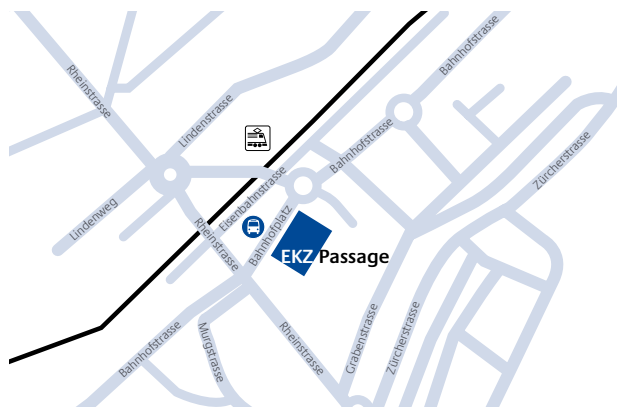 Bahnhofstrasse
Rheinstrasse
Lindenstrasse
Bahnhofstrasse
Zürcherstrasse
Lindenweg
Eisenbahnstrasse
Rheinstrasse
Bahnhofplatz
EKZ Passage
Bahnhofstrasse
Murgstrasse
Rheinstrasse
Grabenstrasse
Zürcherstrasse